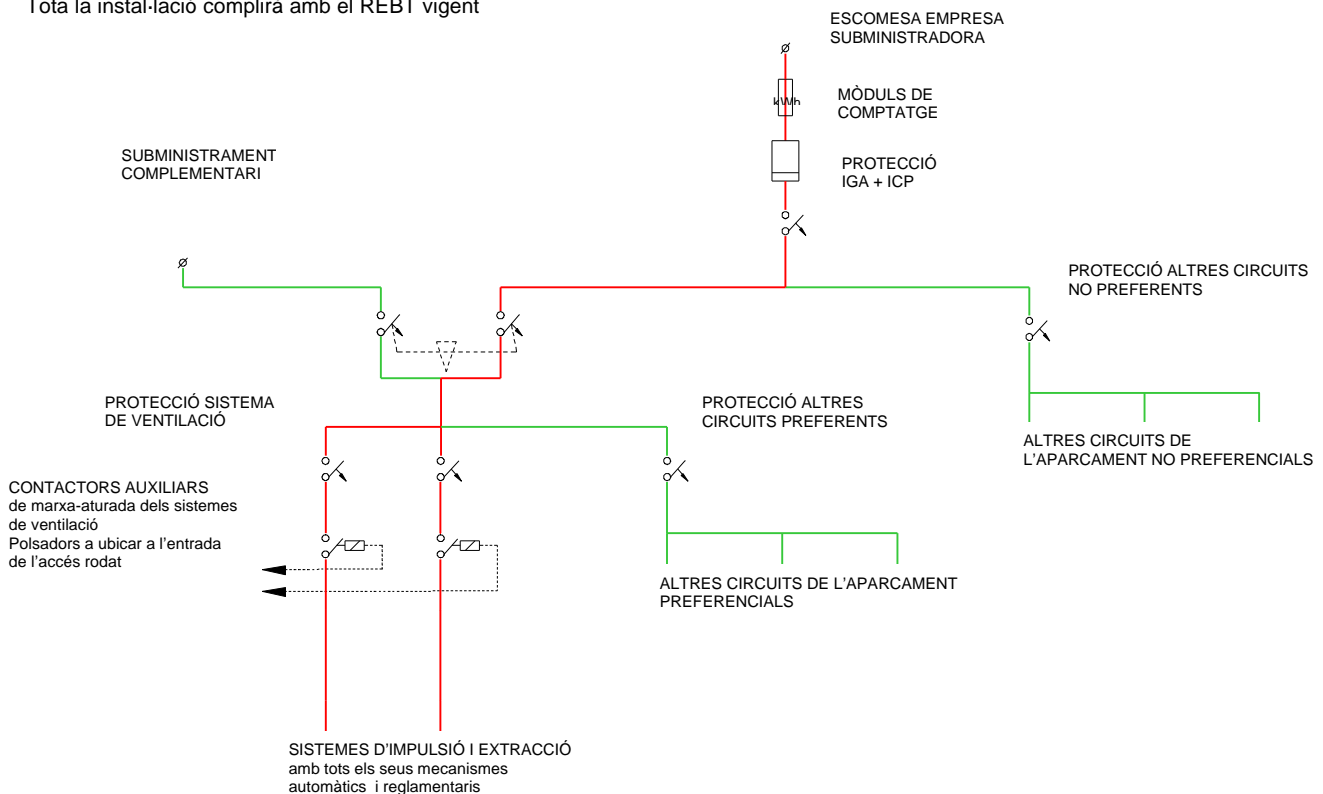 Tota la instal·lació complirà amb el REBT vigent
ESCOMESA EMPRESA
SUBMINISTRADORA
kWh
MÒDULS DE
COMPTATGE
SUBMINISTRAMENT
COMPLEMENTARI
PROTECCIÓ
IGA + ICP
PROTECCIÓ ALTRES CIRCUITS
NO PREFERENTS
PROTECCIÓ SISTEMA
DE VENTILACIÓ
PROTECCIÓ ALTRES
CIRCUITS PREFERENTS
ALTRES CIRCUITS DE
L'APARCAMENT NO PREFERENCIALS
CONTACTORS AUXILIARS
de marxa-aturada dels sistemes
de ventilació
Polsadors a ubicar a l'entrada
de l'accés rodat
ALTRES CIRCUITS DE L'APARCAMENT
PREFERENCIALS
SISTEMES D'IMPULSIÓ I EXTRACCIÓ
amb tots els seus mecanismes
automàtics i reglamentaris